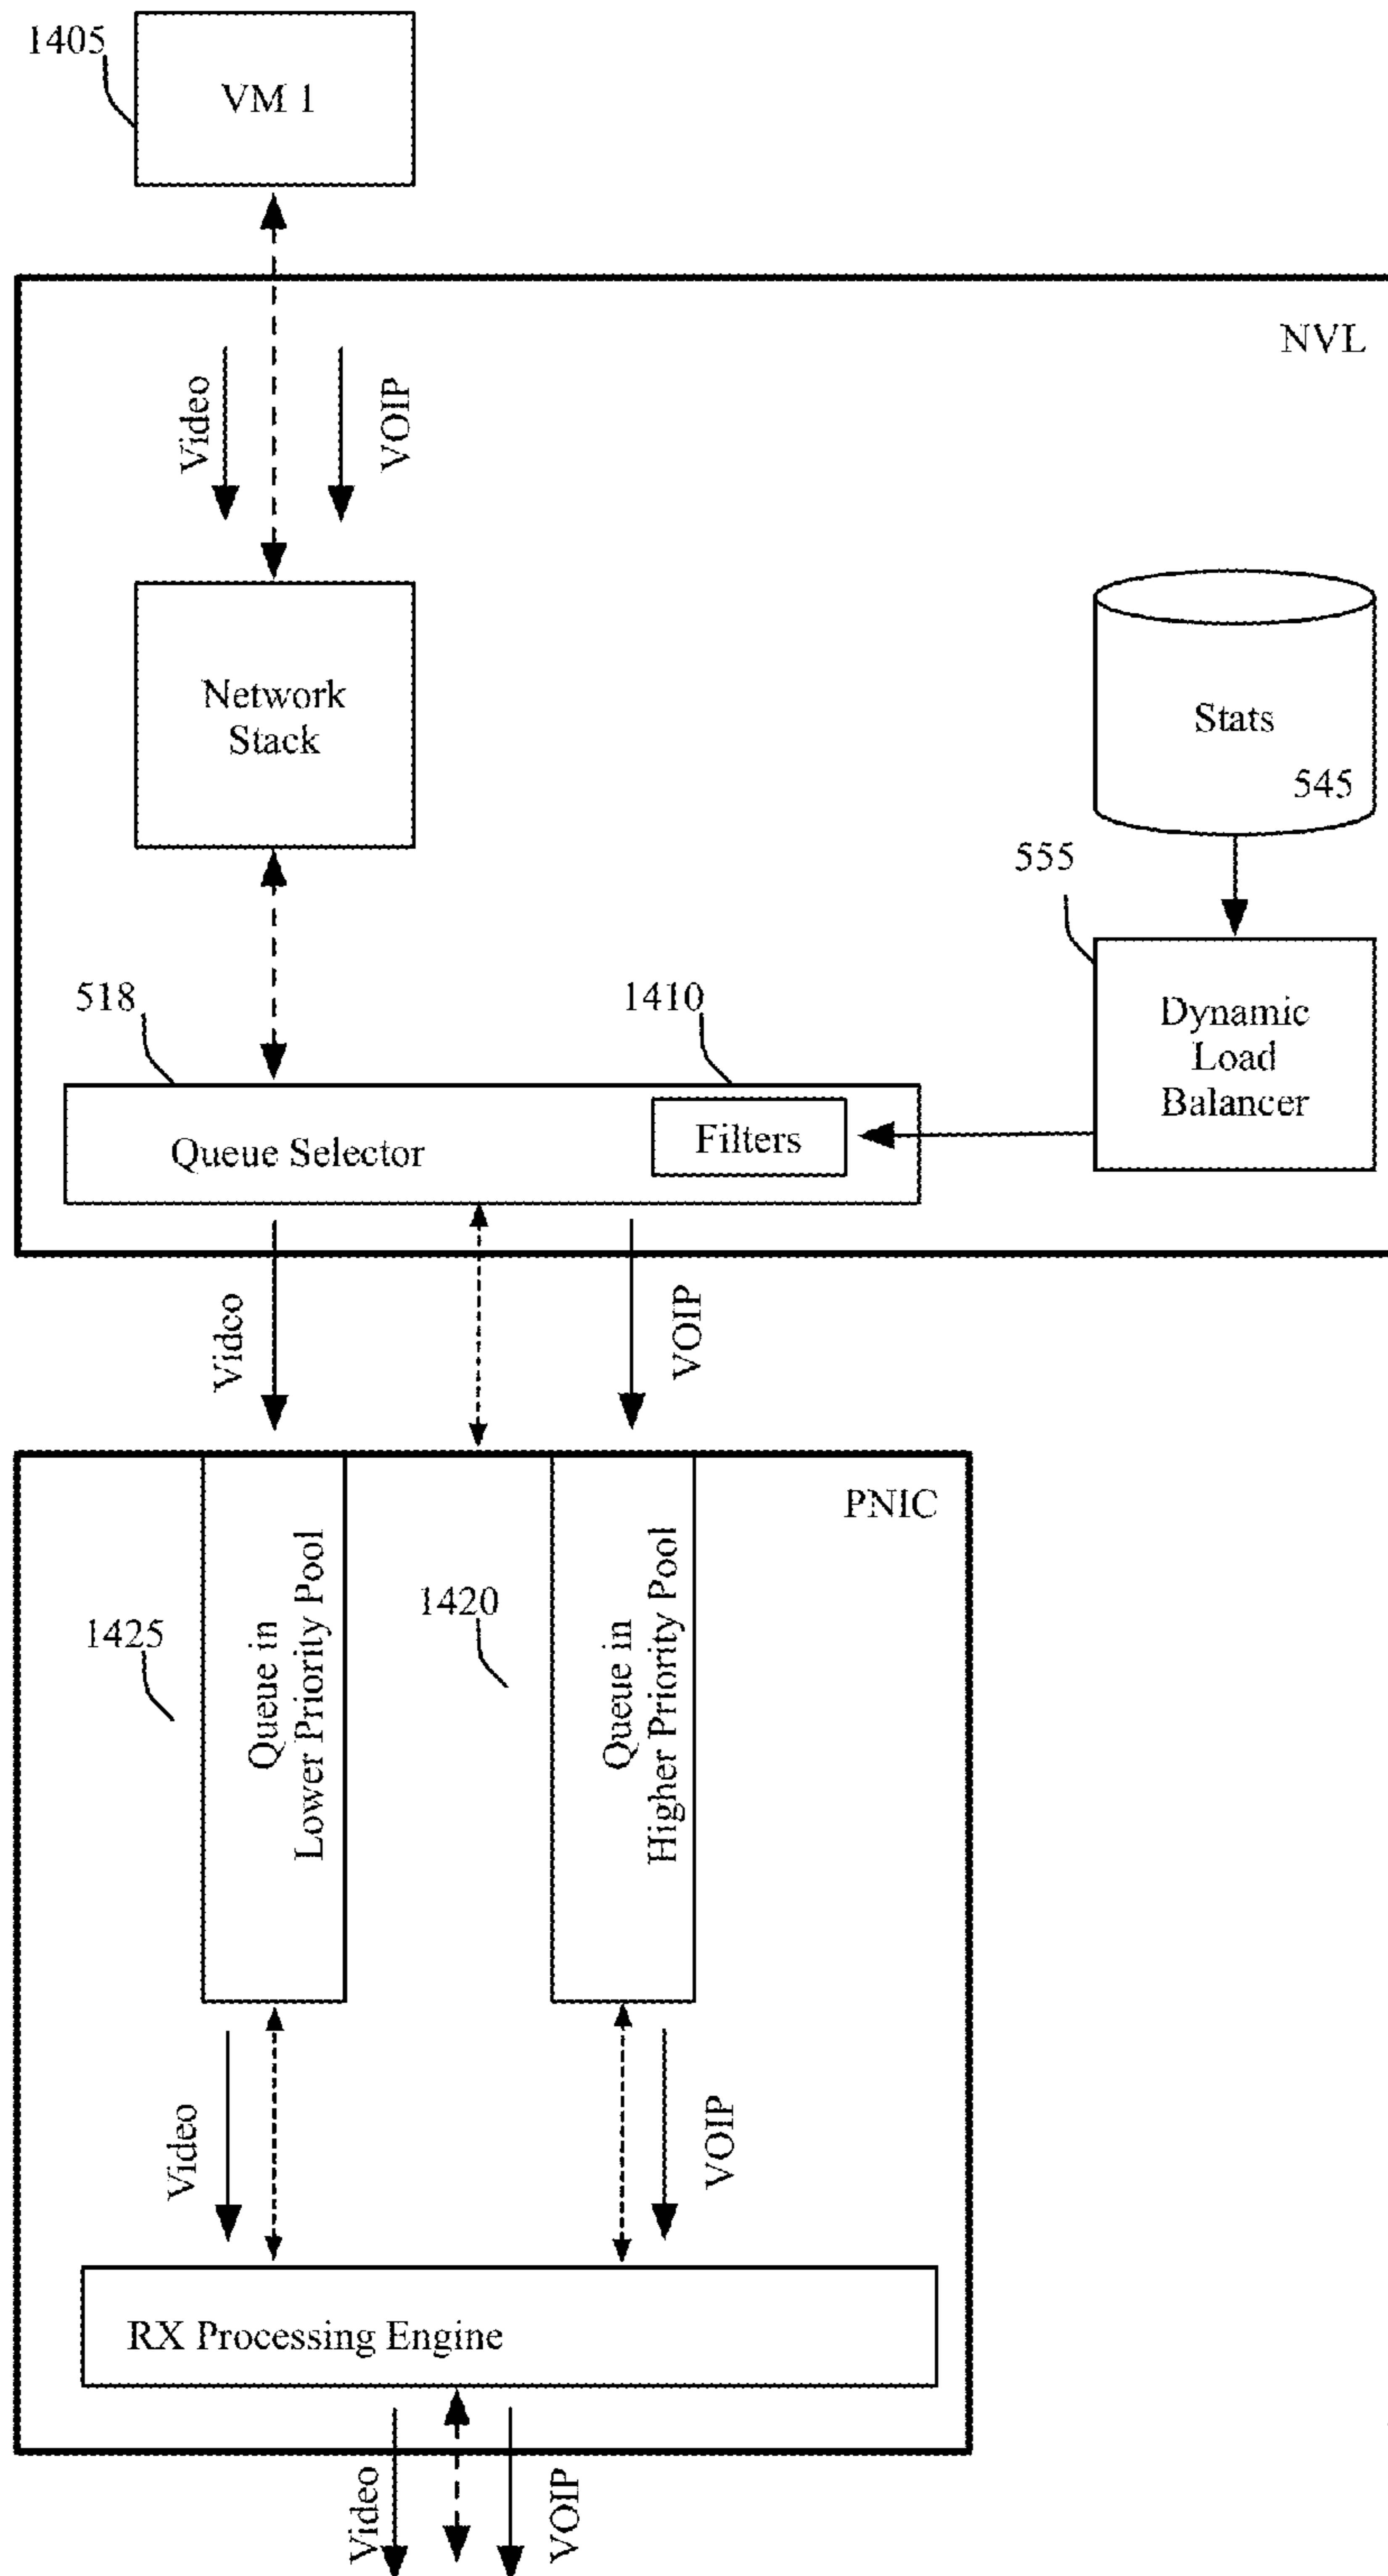 1405
VM 1
NVL
Video
VOIP
Network
Stack
Stats
545
555
Dynamic
Load
Balancer
518
1410
Queue Selector
Filters
Video
VOIP
PNIC
1425
Queue in
Lower Priority Pool
1420
Queue in
Higher Priority Pool
Video
VOIP
RX Processing Engine
Video
VOIP